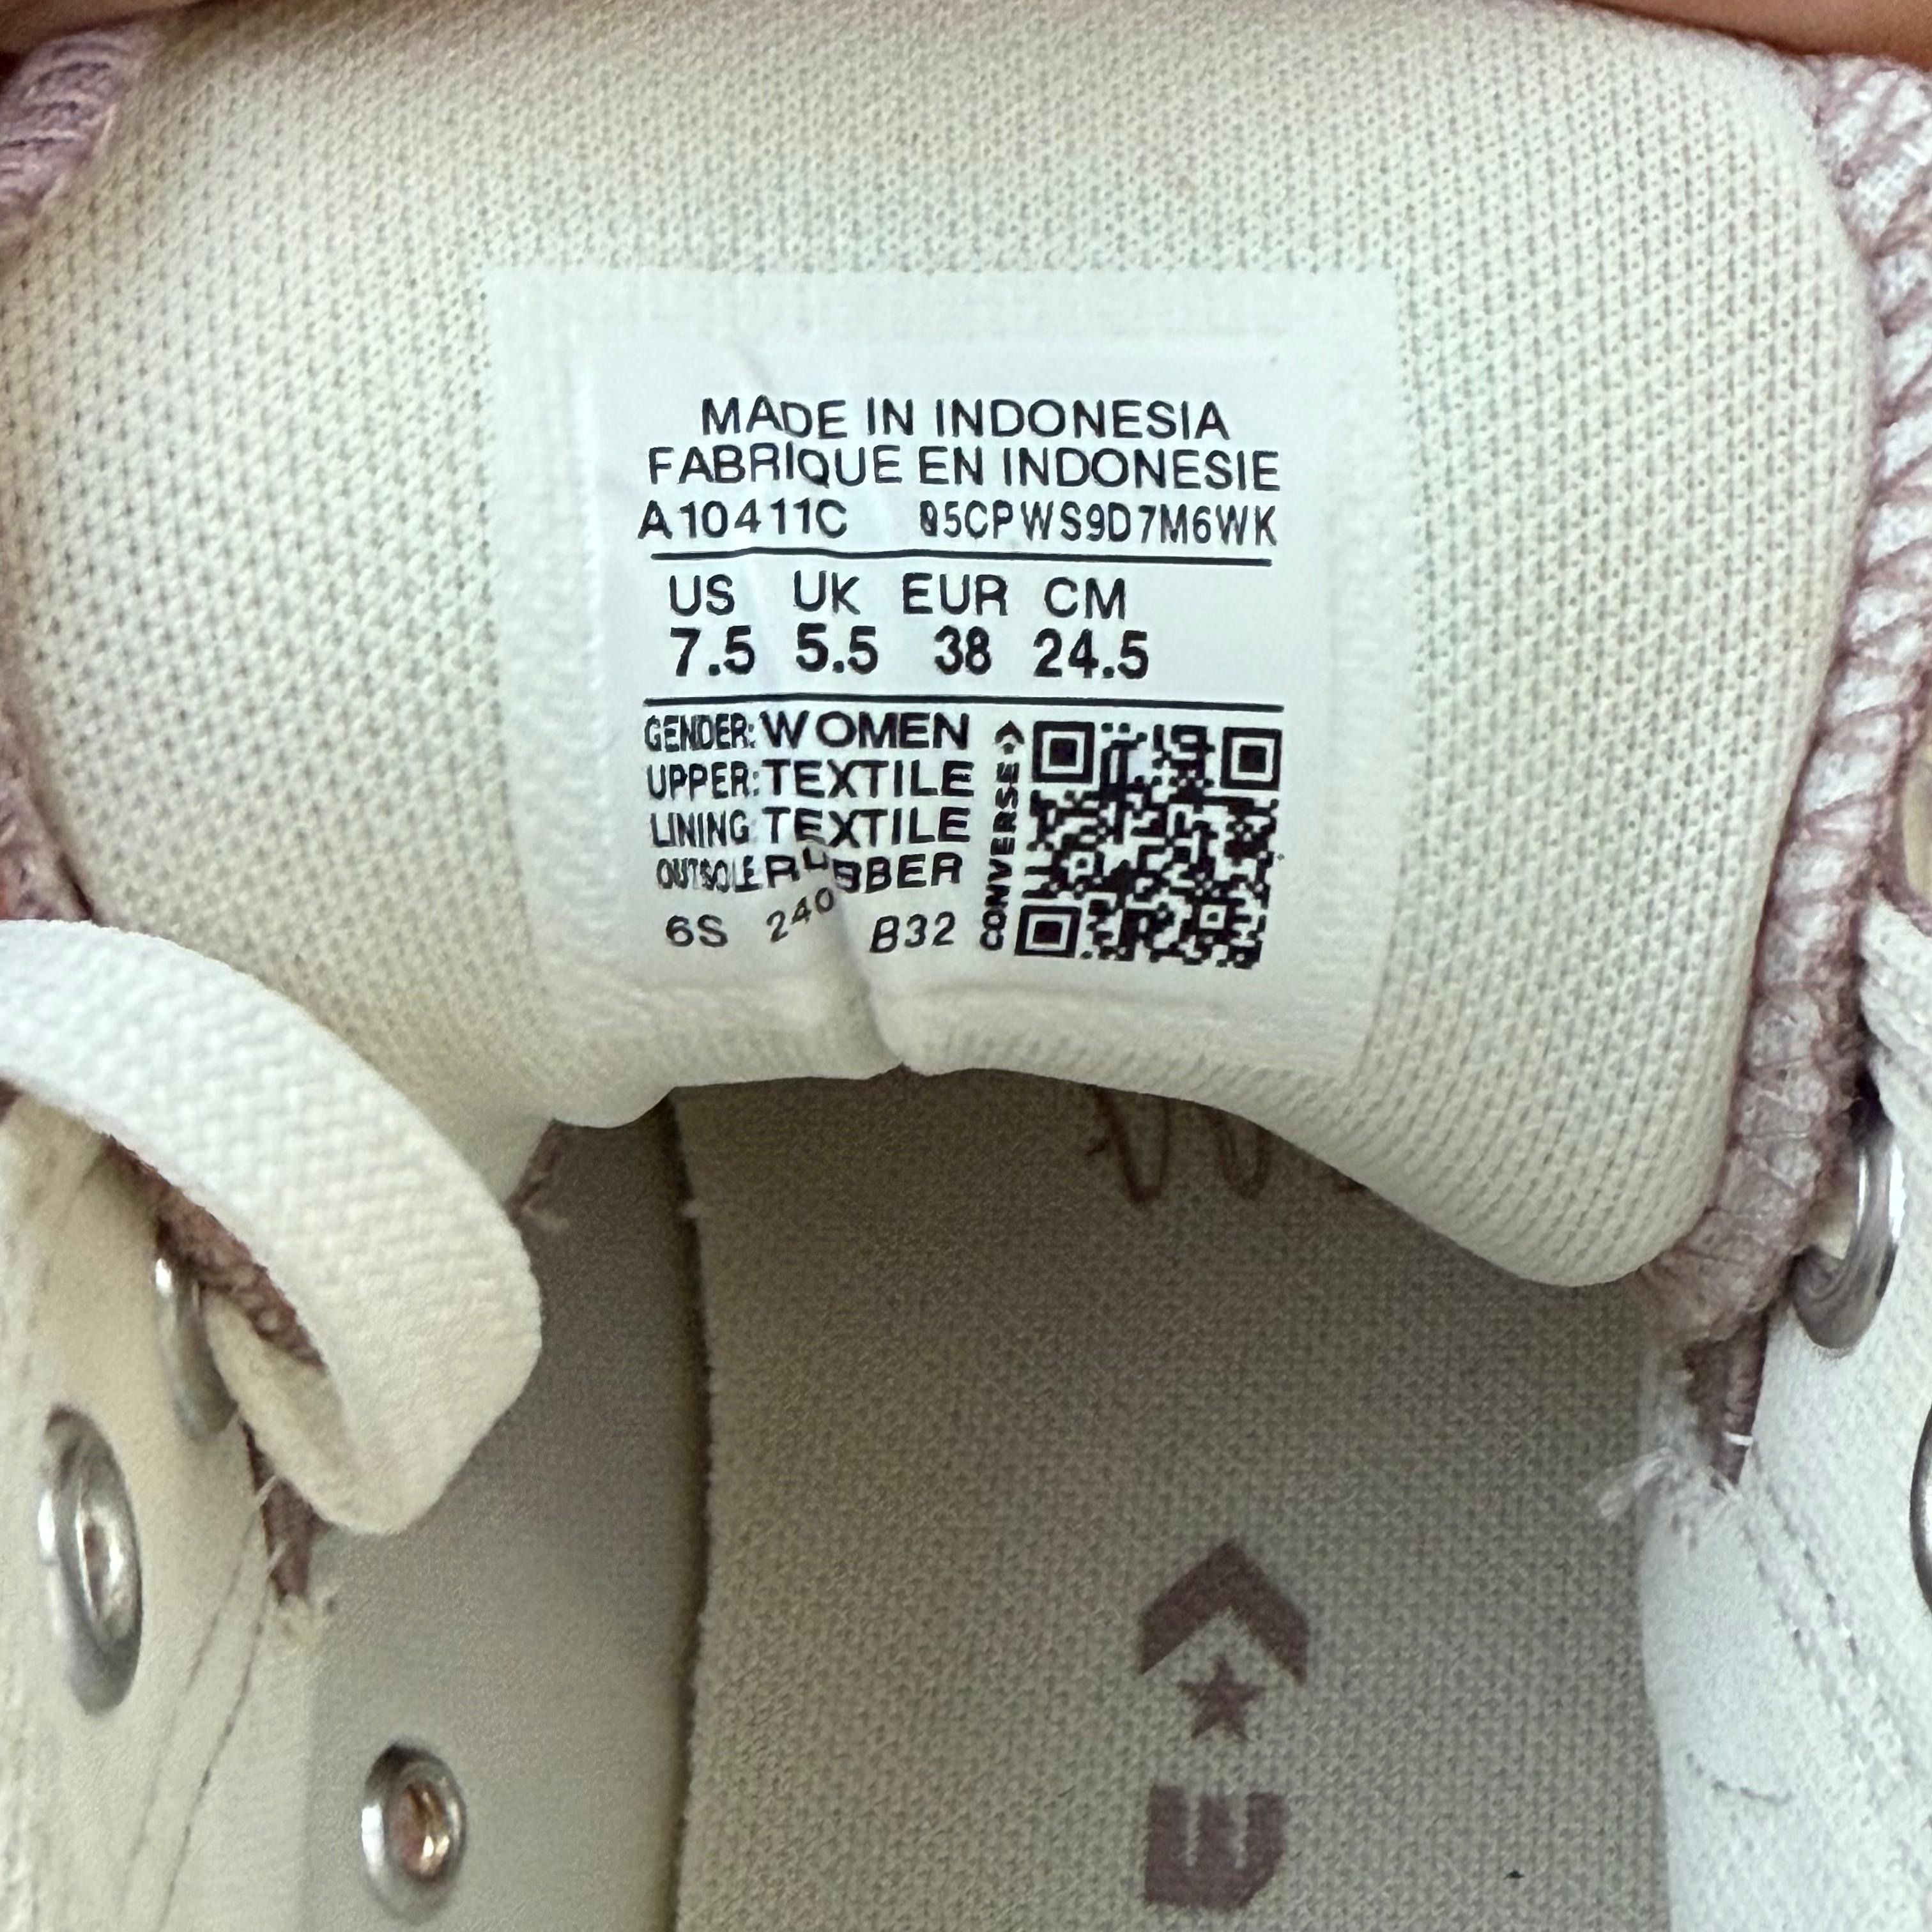 MADE IN INDONESIA
FABRIQUE EN INDONESIE
A10411C 05CPWS9D7M6WK
US UK EUR CM
7.5 5.5 38 24.5
GENDER: WOMEN
UPPER: TEXTILE
LINING: TEXTILE
OUTSOLE RUBBER
6S 240 B32
CONVERSE